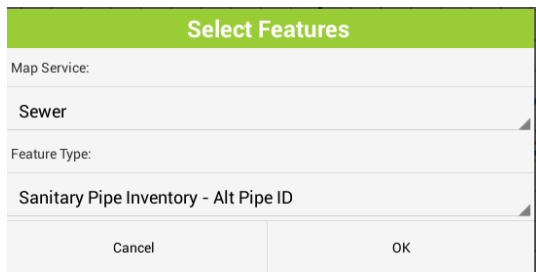 Select Features
Map Service:
Sewer
Feature Type:
Sanitary Pipe Inventory - Alt Pipe ID
Cancel OK